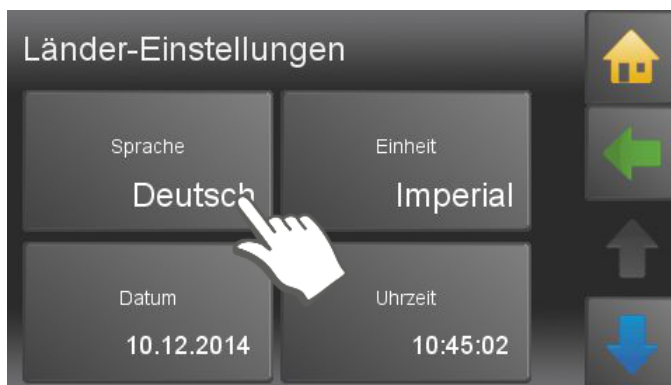 Länder-Einstellungen
Sprache
Deutsch
Einheit
Imperial
Datum
10.12.2014
Uhrzeit
10:45:02